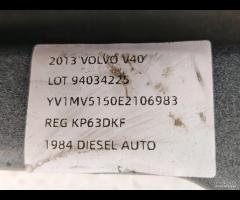 2013 VOLVO V40
LOT 94034225
YV1MV5150E2106983
REG KP63DKF
1984 DIESEL AUTO